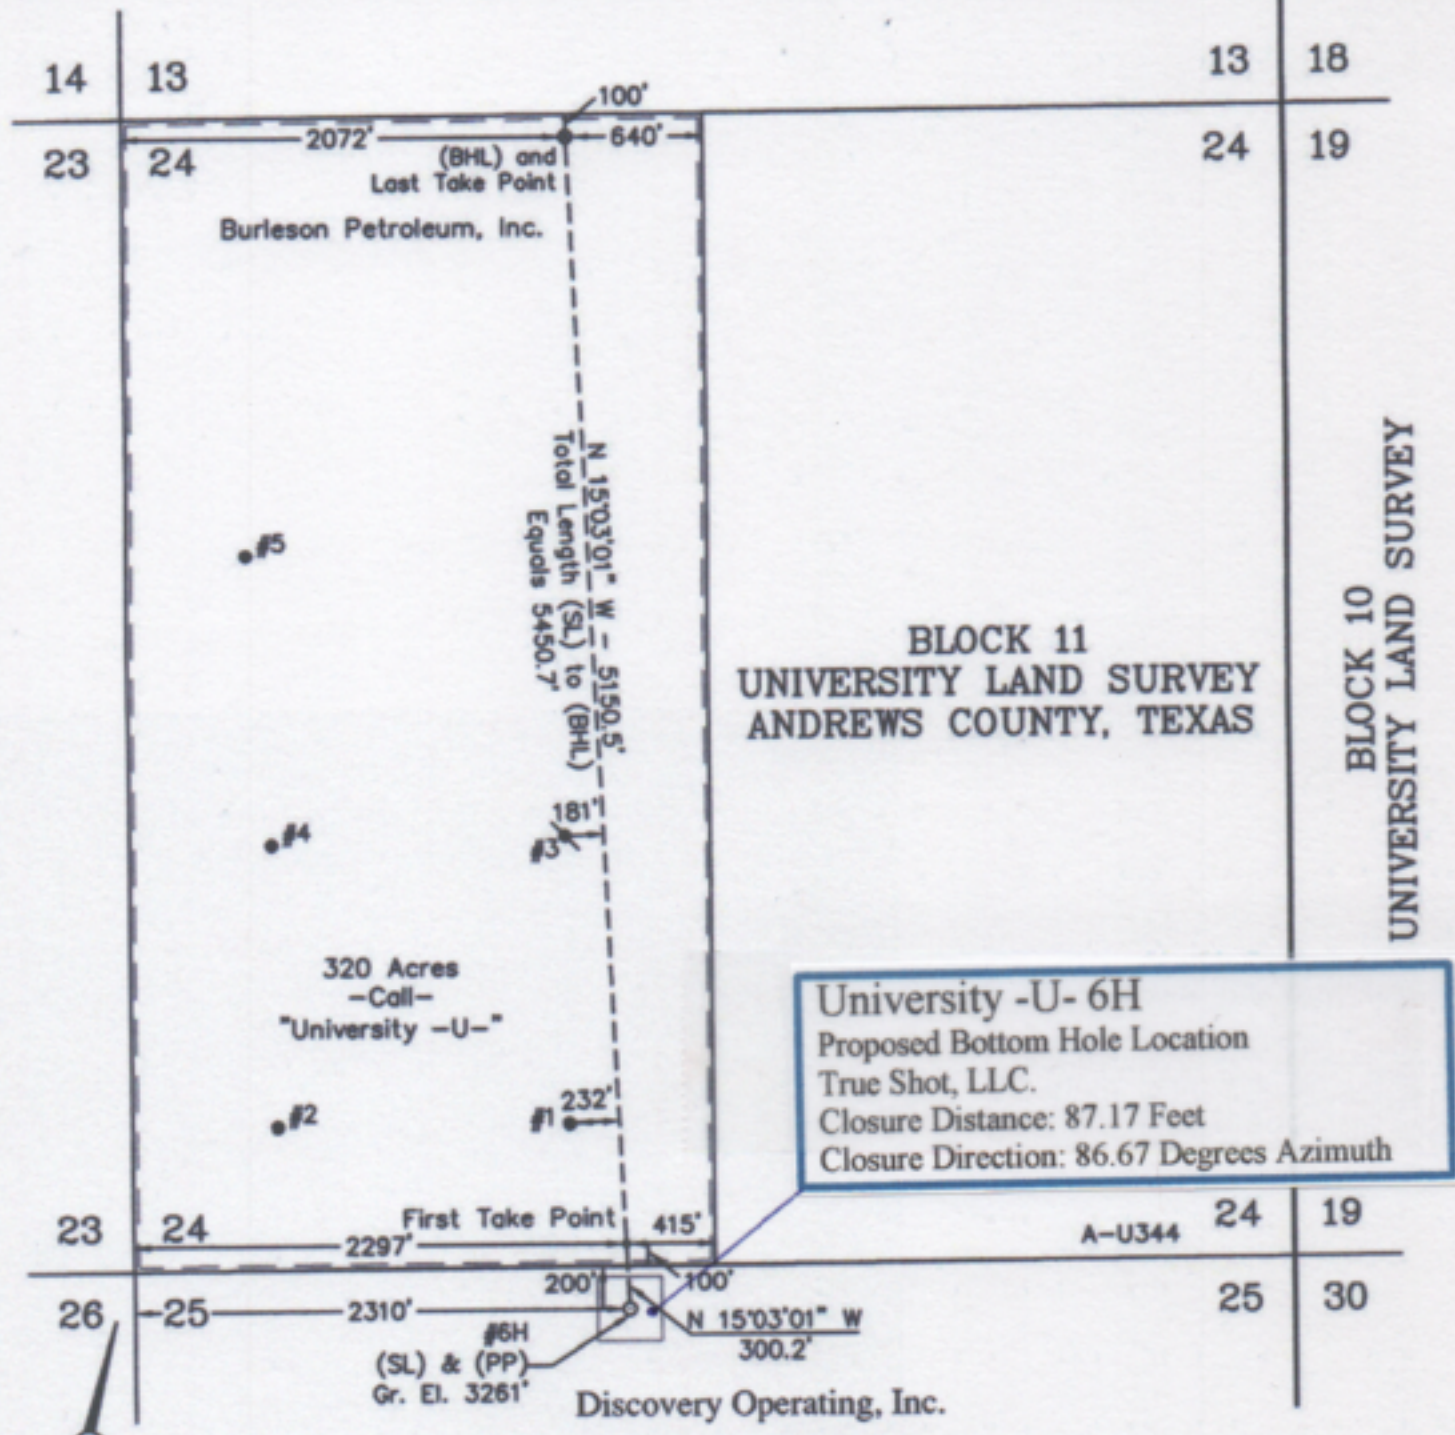 14 13
13 18
100'
2072'
640'
23 24
24 19
(BHL) and
Last Take Point
Burleson Petroleum, Inc.
N 15°03'01" W - 5150.5'
Total Length (SL) to (BHL)
Equals 5450.7'
#5
BLOCK 11
UNIVERSITY LAND SURVEY
ANDREWS COUNTY, TEXAS
BLOCK 10
UNIVERSITY LAND SURVEY
181'
#4
#3
320 Acres
-Call-
"University -U-"
University -U- 6H
Proposed Bottom Hole Location
True Shot, LLC.
Closure Distance: 87.17 Feet
Closure Direction: 86.67 Degrees Azimuth
232'
#2
#1
First Take Point
415'
23 24
2297'
A-U344
24 19
200'
100'
26 25
2310'
25 30
N 15°03'01" W
300.2'
#6H
(SL) & (PP)
Gr. El. 3261'
Discovery Operating, Inc.